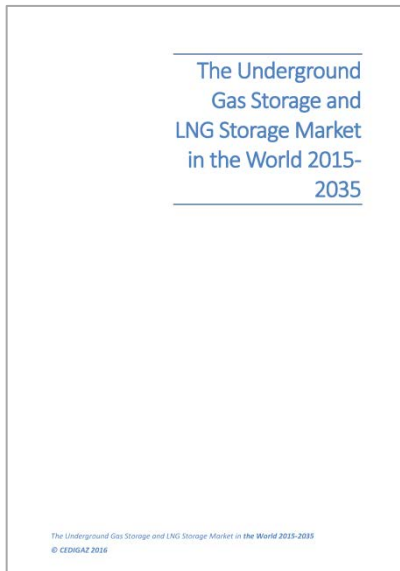 The Underground
Gas Storage and
LNG Storage Market
in the World 2015-
2035
The Underground Gas Storage and LNG Storage Market in the World 2015-2035
© CEDIGAZ 2016